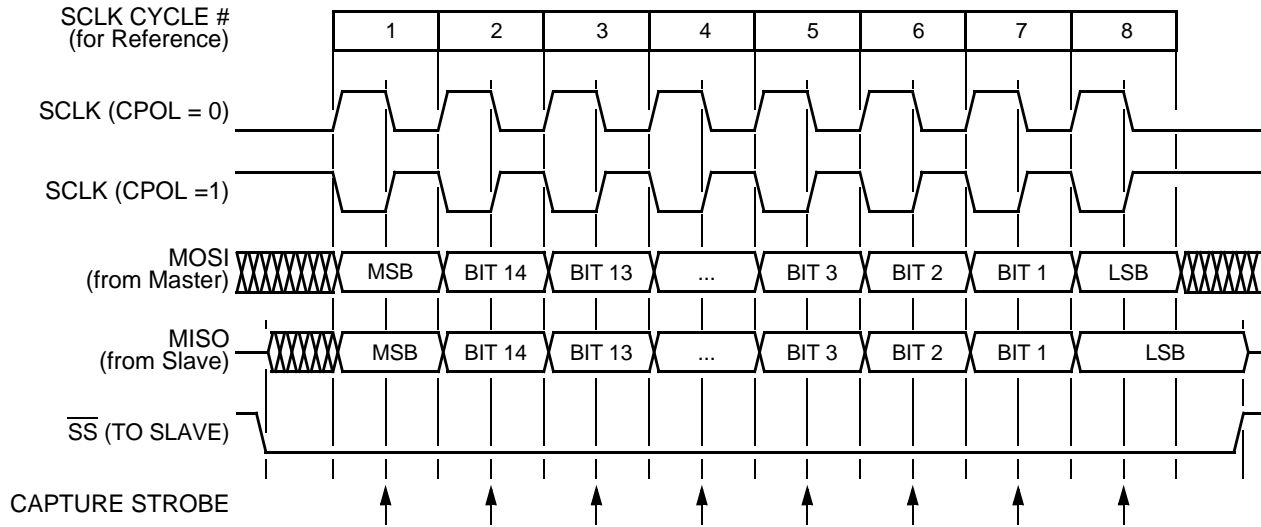 SCLK CYCLE #
(for Reference)
1 2 3 4 5 6 7 8
SCLK (CPOL = 0)
SCLK (CPOL =1)
MOSI
(from Master)
MSB BIT 14 BIT 13 ... BIT 3 BIT 2 BIT 1 LSB
MISO
(from Slave)
MSB BIT 14 BIT 13 ... BIT 3 BIT 2 BIT 1 LSB
SS (TO SLAVE)
CAPTURE STROBE